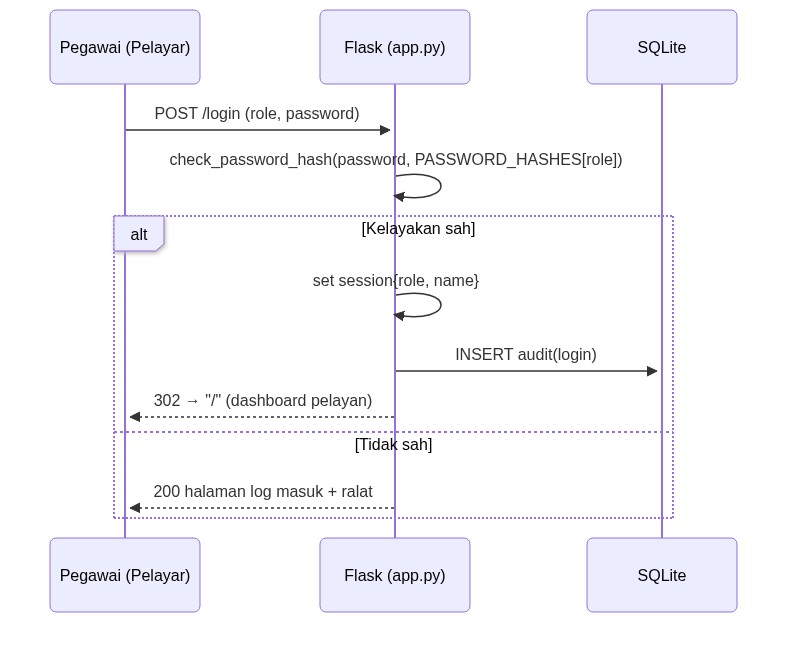 Pegawai (Pelayar)
Flask (app.py)
SQLite
POST /login (role, password)
check_password_hash(password, PASSWORD_HASHES[role])
alt
[Kelayakan sah]
set session{role, name}
INSERT audit(login)
302 → "/" (dashboard pelayan)
[Tidak sah]
200 halaman log masuk + ralat
Pegawai (Pelayar)
Flask (app.py)
SQLite